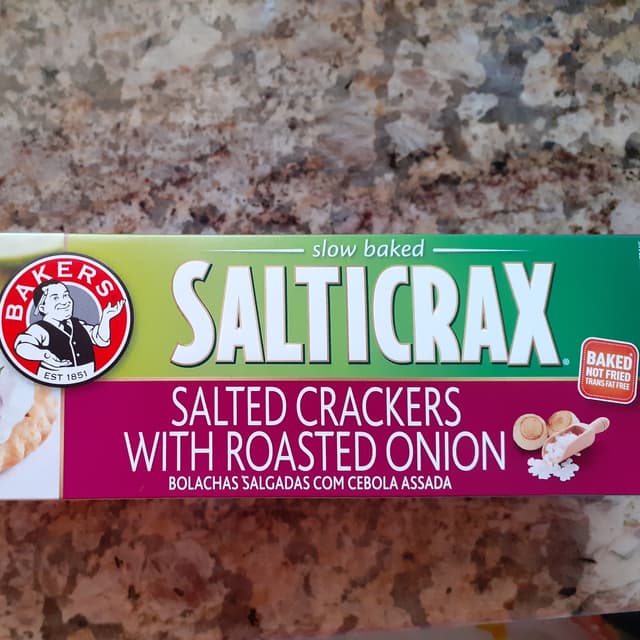 BAKERS
EST 1851
slow baked
SALTICRAX
BAKED
NOT FRIED
TRANS FAT FREE
SALTED CRACKERS
WITH ROASTED ONION
BOLACHAS SALGADAS COM CEBOLA ASSADA